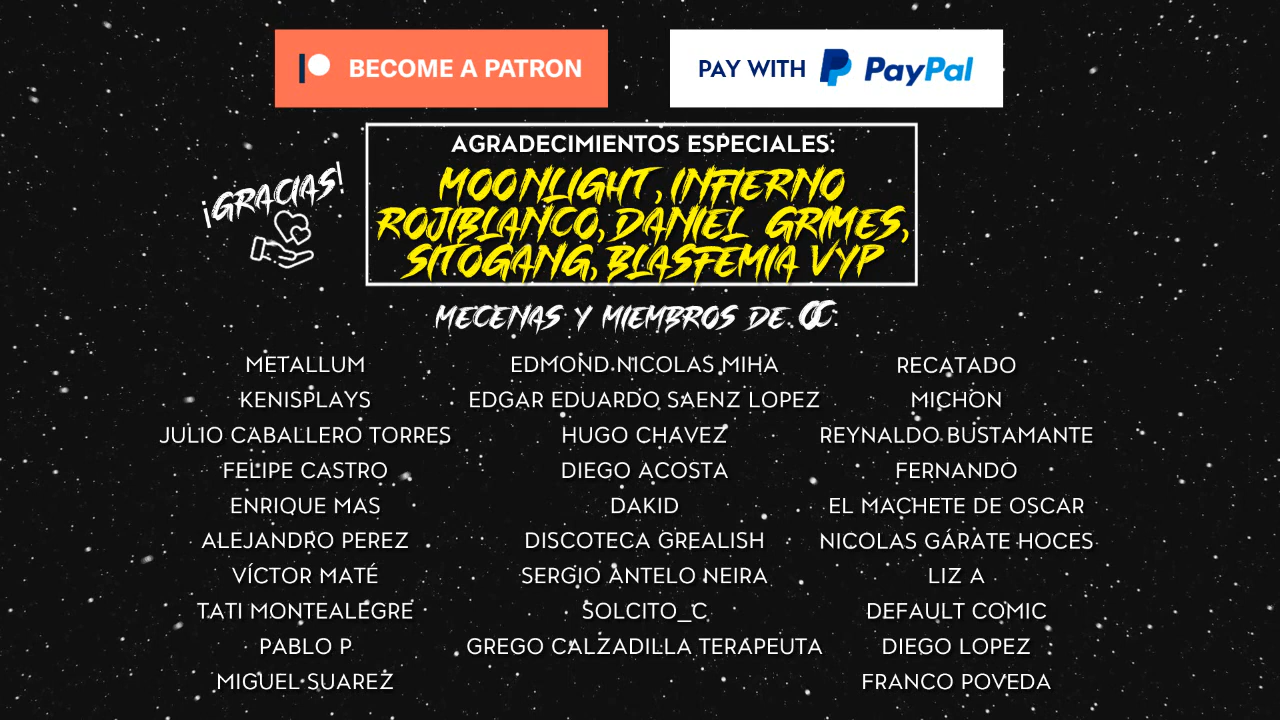 BECOME A PATRON
PAY WITH PayPal
AGRADECIMIENTOS ESPECIALES:
¡GRACIAS!
MOONLIGHT, INFIERNO
ROJIBLANCO, DANIEL GRIMES,
SITOGANG, BLASFEMIA VYP
MECENAS Y MIEMBROS DE OC:
METALLUM
KENISPLAYS
JULIO CABALLERO TORRES
FELIPE CASTRO
ENRIQUE MAS
ALEJANDRO PEREZ
VÍCTOR MATÉ
TATI MONTEALEGRE
PABLO P
MIGUEL SUAREZ
EDMOND NICOLAS MIHA
EDGAR EDUARDO SAENZ LOPEZ
HUGO CHAVEZ
DIEGO ACOSTA
DAKID
DISCOTECA GREALISH
SERGIO ANTELO NEIRA
SOLCITO_C
GREGO CALZADILLA TERAPEUTA
RECATADO
MICHON
REYNALDO BUSTAMANTE
FERNANDO
EL MACHETE DE OSCAR
NICOLAS GÁRATE HOCES
LIZ A
DEFAULT COMIC
DIEGO LOPEZ
FRANCO POVEDA